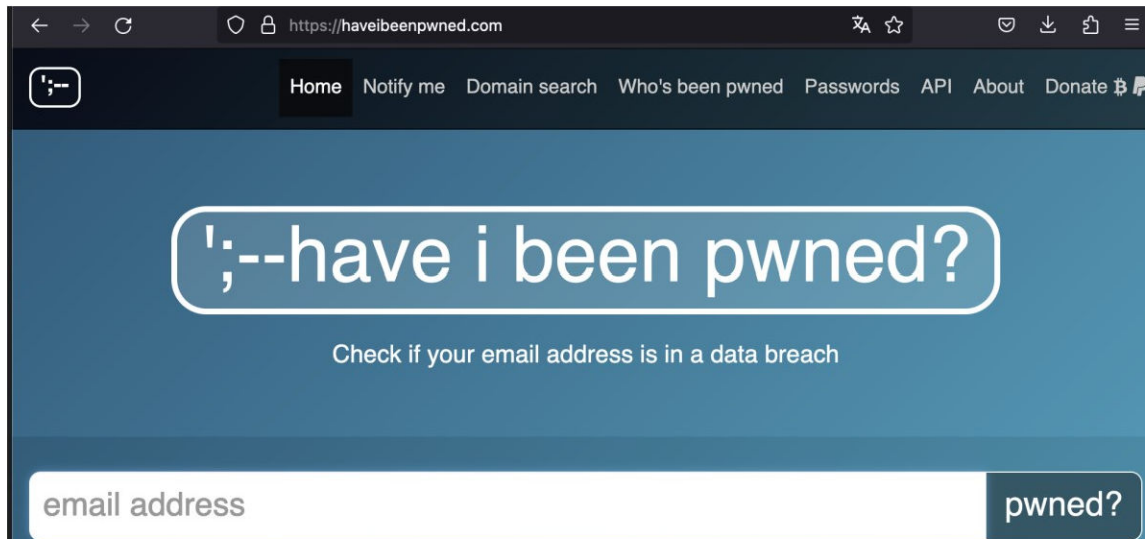 https://haveibeenpwned.com
';--
Home Notify me Domain search Who's been pwned Passwords API About Donate
';--have i been pwned?
Check if your email address is in a data breach
email address pwned?